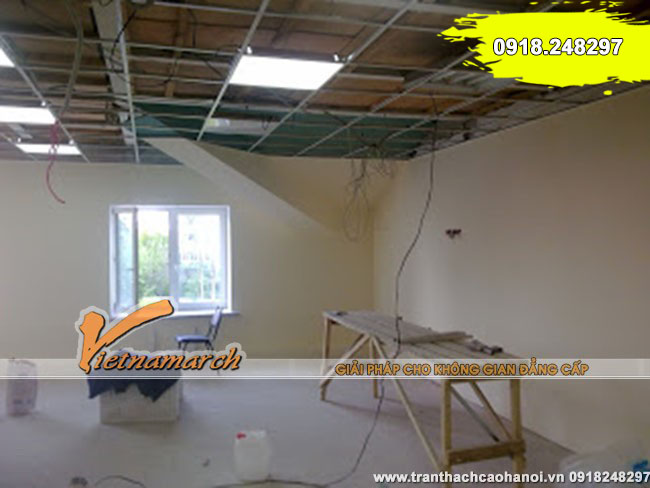 0918.248297
Vietnamarch
GIẢI PHÁP CHO KHÔNG GIAN ĐẲNG CẤP
www.tranthachcaohanoi.vn 0918248297